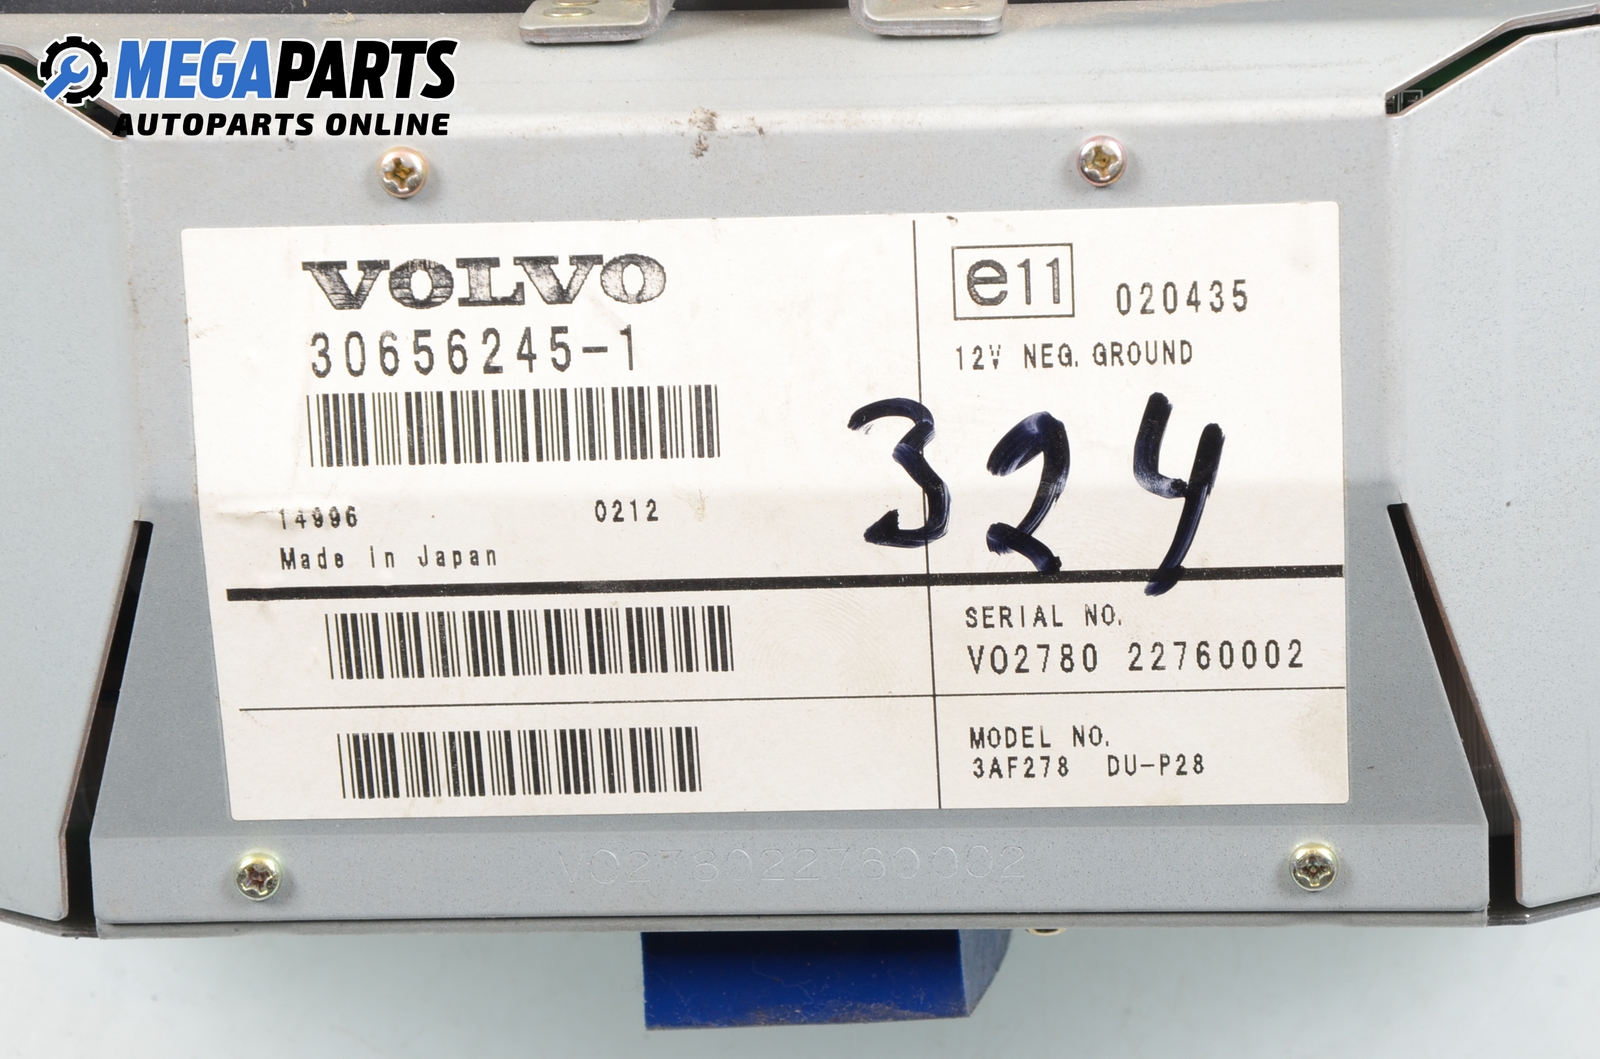 MEGAPARTS
AUTOPARTS ONLINE
VOLVO
30656245-1
14996 0212
Made in Japan
e11 020435
12V NEG. GROUND
324
SERIAL NO.
VO2780 22760002
MODEL NO.
3AF278 DU-P28
VO278022760002